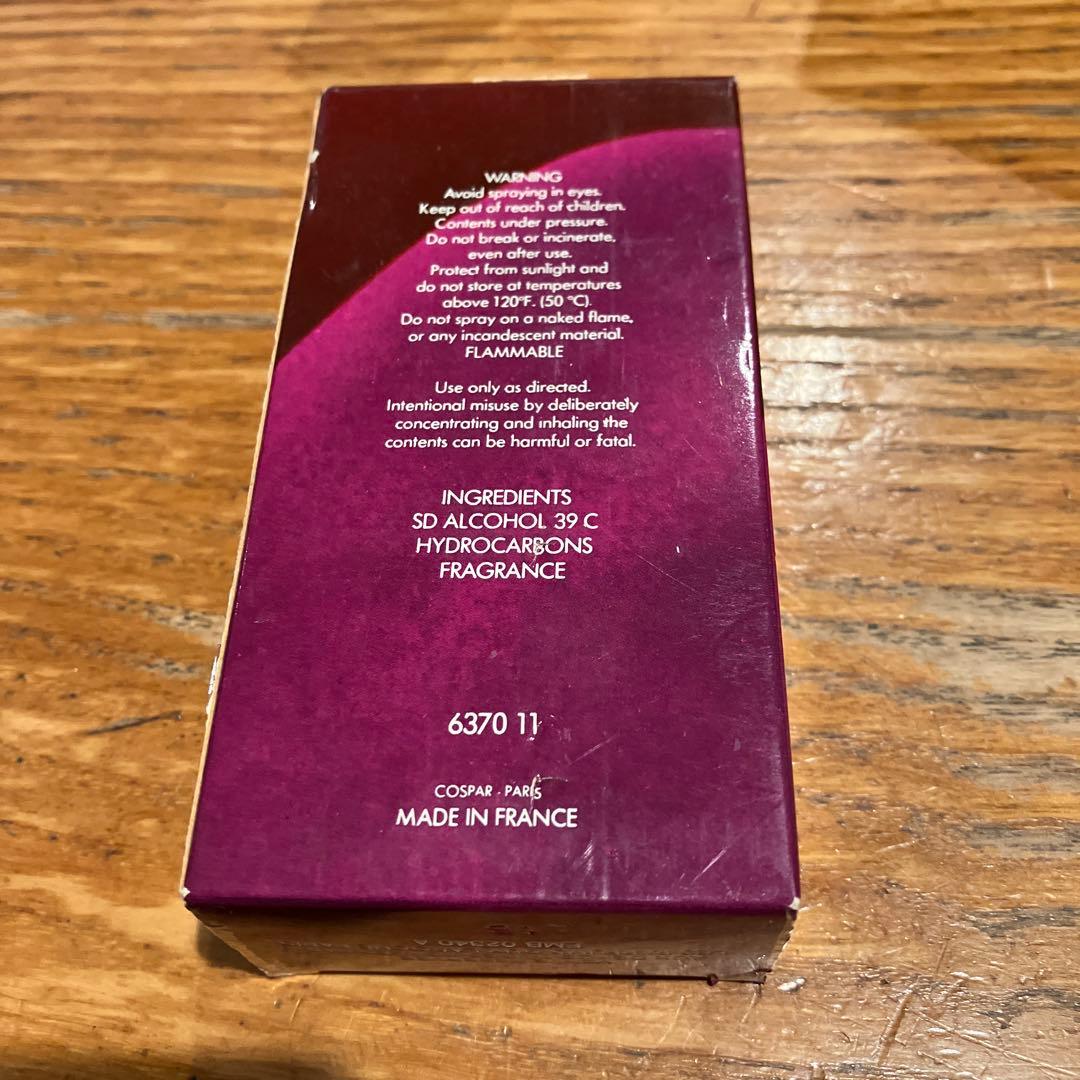 WARNING
Avoid spraying in eyes.
Keep out of reach of children.
Contents under pressure.
Do not break or incinerate,
even after use.
Protect from sunlight and
do not store at temperatures
above 120°F. (50 °C).
Do not spray on a naked flame,
or any incandescent material.
FLAMMABLE
Use only as directed.
Intentional misuse by deliberately
concentrating and inhaling the
contents can be harmful or fatal.
INGREDIENTS
SD ALCOHOL 39 C
HYDROCARBONS
FRAGRANCE
6370 11
COSPAR - PARIS
MADE IN FRANCE
EMB 02340 A